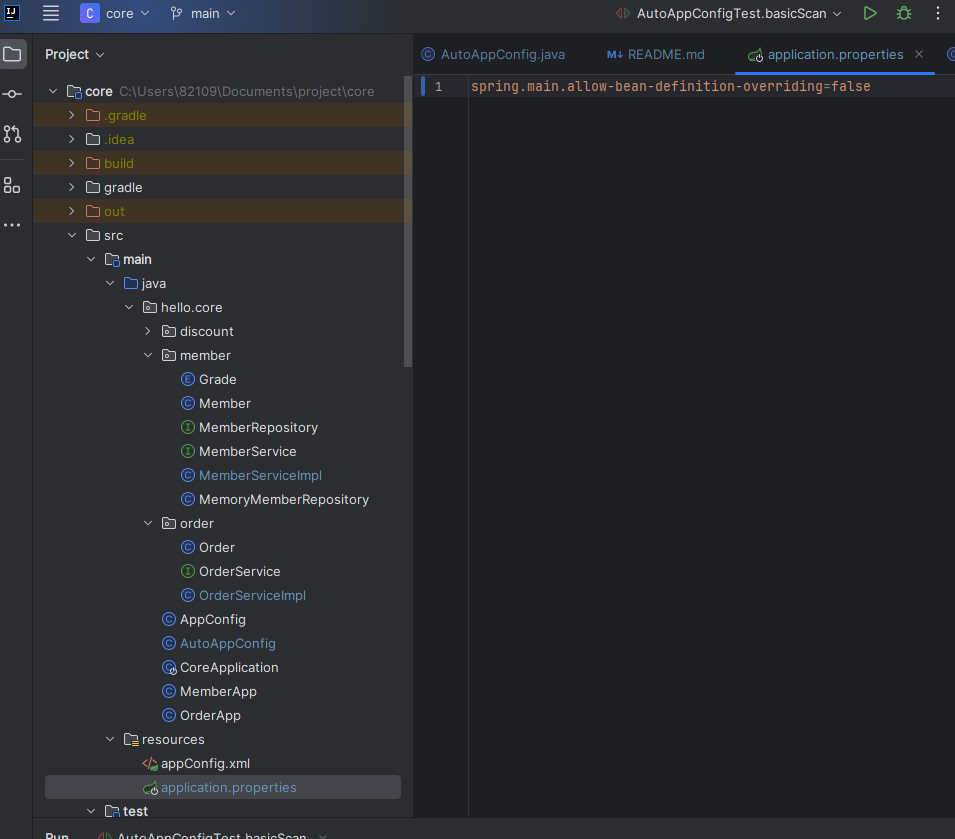 IJ
C core main AutoAppConfigTest.basicScan
Project
AutoAppConfig.java M↓ README.md application.properties C
core C:\Users\82109\Documents\project\core
1 spring.main.allow-bean-definition-overriding=false
.gradle
.idea
build
gradle
out
src
main
java
hello.core
discount
member
E Grade
C Member
I MemberRepository
I MemberService
C MemberServiceImpl
C MemoryMemberRepository
order
C Order
I OrderService
C OrderServiceImpl
C AppConfig
C AutoAppConfig
C CoreApplication
C MemberApp
C OrderApp
resources
appConfig.xml
application.properties
test
Run AutoAppConfigTest.basicScan